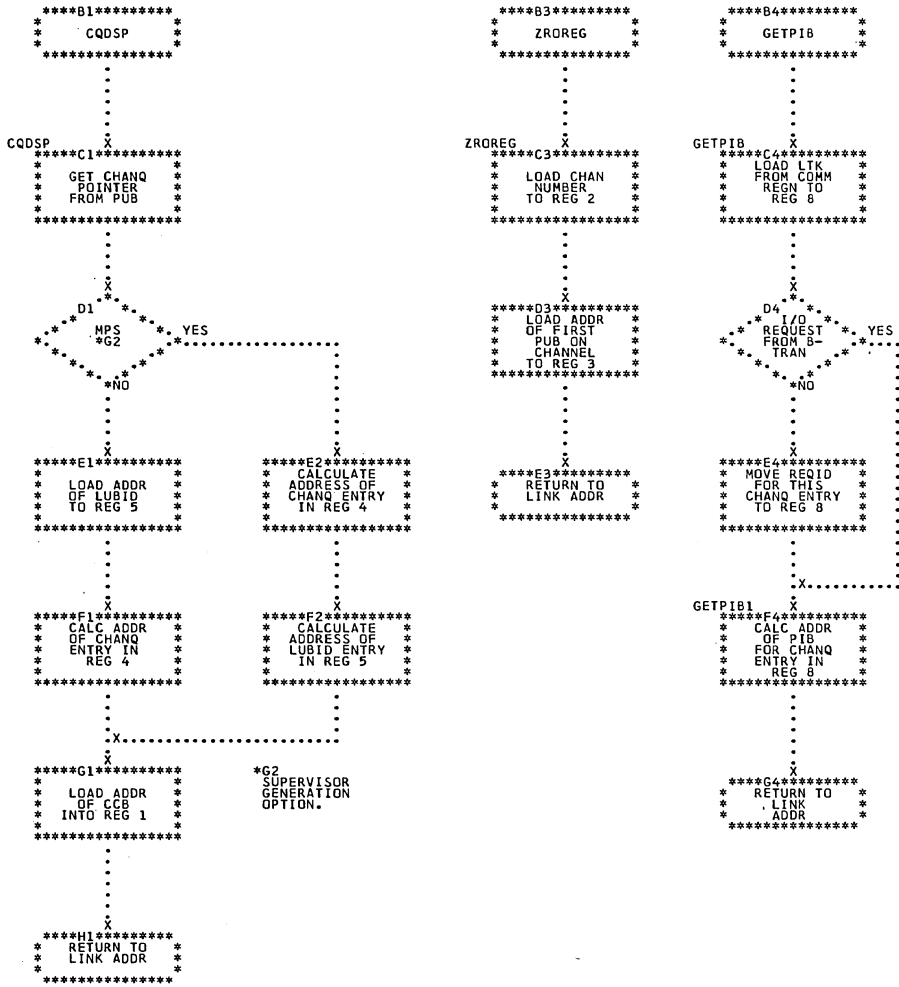 B1
CQDSP
CQDSP
C1
GET CHANQ
POINTER
FROM PUB
D1
MPS
*G2
YES
NO
E1
LOAD ADDR
OF LUBID
TO REG 5
E2
CALCULATE
ADDRESS OF
CHANQ ENTRY
IN REG 4
F1
CALC ADDR
OF CHANQ
ENTRY IN
REG 4
F2
CALCULATE
ADDRESS OF
LUBID ENTRY
IN REG 5
G1
LOAD ADDR
OF CCB
INTO REG 1
*G2
SUPERVISOR
GENERATION
OPTION.
H1
RETURN TO
LINK ADDR
B3
ZROREG
ZROREG
C3
LOAD CHAN
NUMBER
TO REG 2
D3
LOAD ADDR
OF FIRST
PUB ON
CHANNEL
TO REG 3
E3
RETURN TO
LINK ADDR
B4
GETPIB
GETPIB
C4
LOAD LTK
FROM COMM
REGN TO
REG 8
D4
I/O
REQUEST
FROM B-
TRAN
YES
NO
E4
MOVE REQID
FOR THIS
CHANQ ENTRY
TO REG 8
GETPIB1
F4
CALC ADDR
OF PIB
FOR CHANQ
ENTRY IN
REG 8
G4
RETURN TO
LINK
ADDR